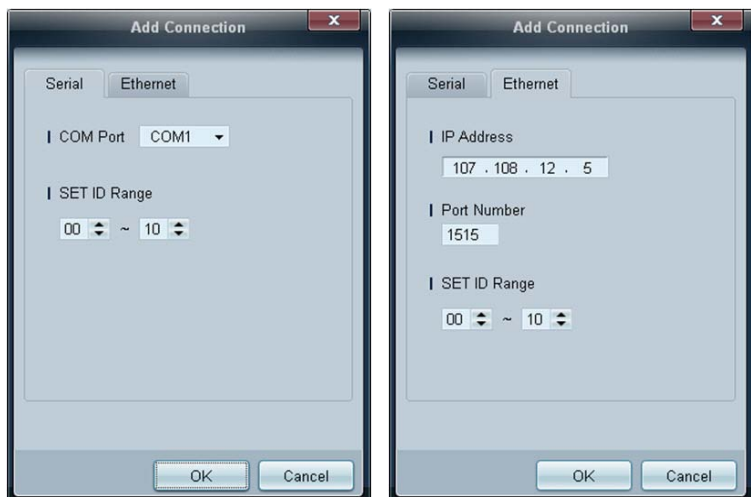 Add Connection
x
Serial Ethernet
COM Port COM1
SET ID Range
00 ~ 10
OK Cancel
Add Connection
x
Serial Ethernet
IP Address
107 . 108 . 12 . 5
Port Number
1515
SET ID Range
00 ~ 10
OK Cancel